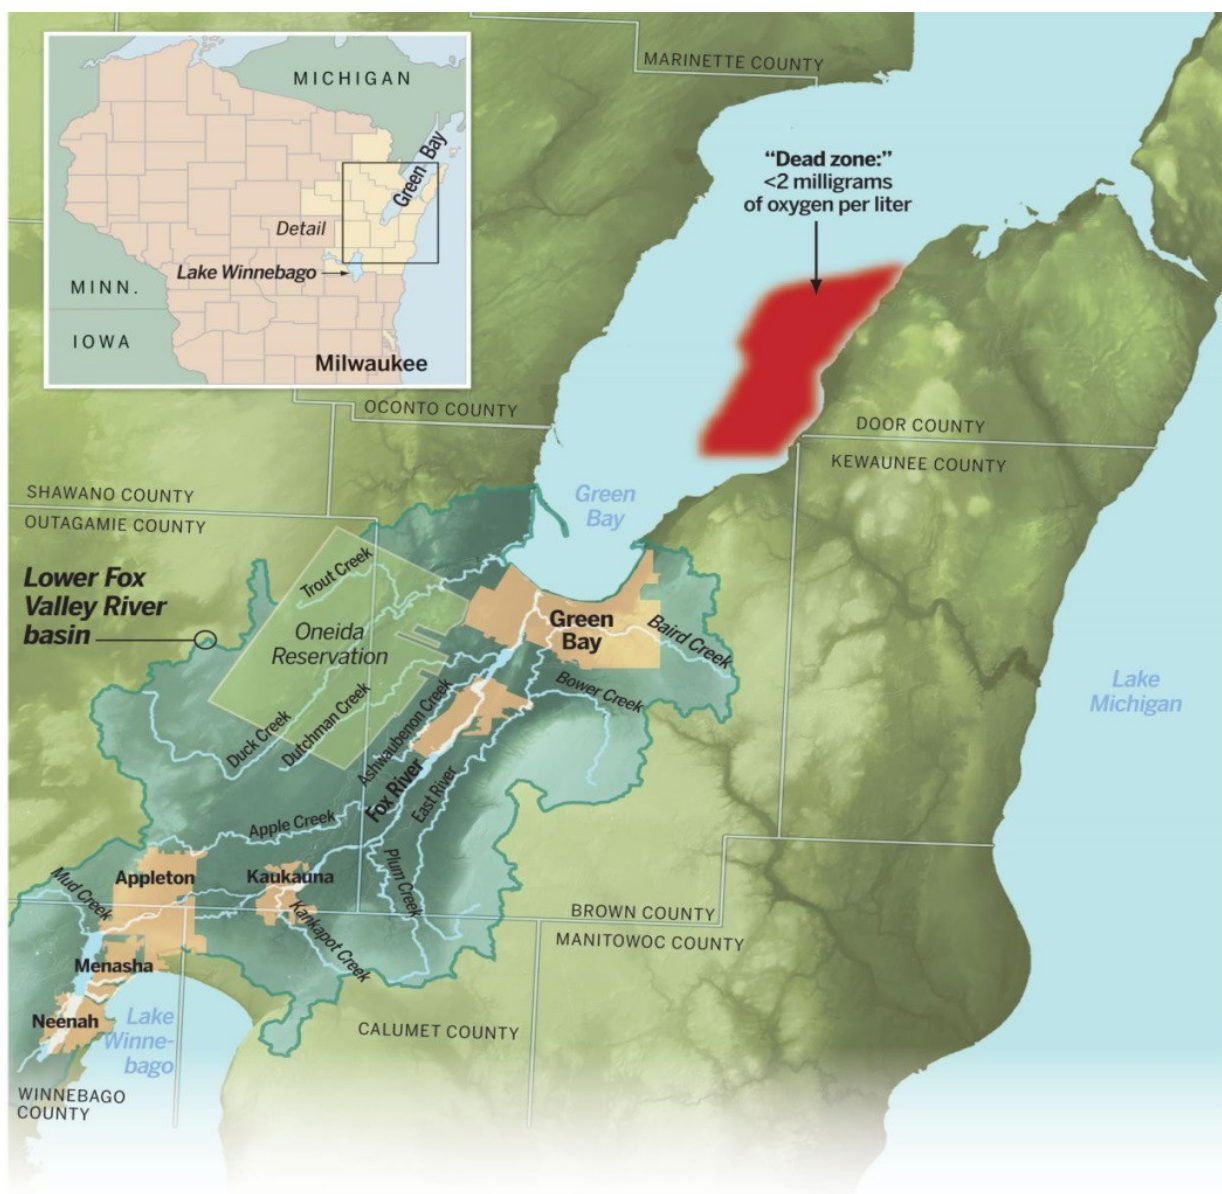 MICHIGAN
Green Bay
Detail
Lake Winnebago
MINN.
IOWA
Milwaukee
MARINETTE COUNTY
“Dead zone:”
<2 milligrams
of oxygen per liter
OCONTO COUNTY
DOOR COUNTY
KEWAUNEE COUNTY
SHAWANO COUNTY
OUTAGAMIE COUNTY
Green
Bay
Lower Fox
Valley River
basin
Trout Creek
Oneida
Reservation
Green
Bay
Baird Creek
Bower Creek
Lake
Michigan
Duck Creek
Dutchman Creek
Ashwaubenon Creek
Fox River
East River
Apple Creek
Plum Creek
Mud Creek
Appleton
Kaukauna
Kankapot Creek
BROWN COUNTY
MANITOWOC COUNTY
Menasha
Neenah
Lake
Winne-
bago
CALUMET COUNTY
WINNEBAGO
COUNTY